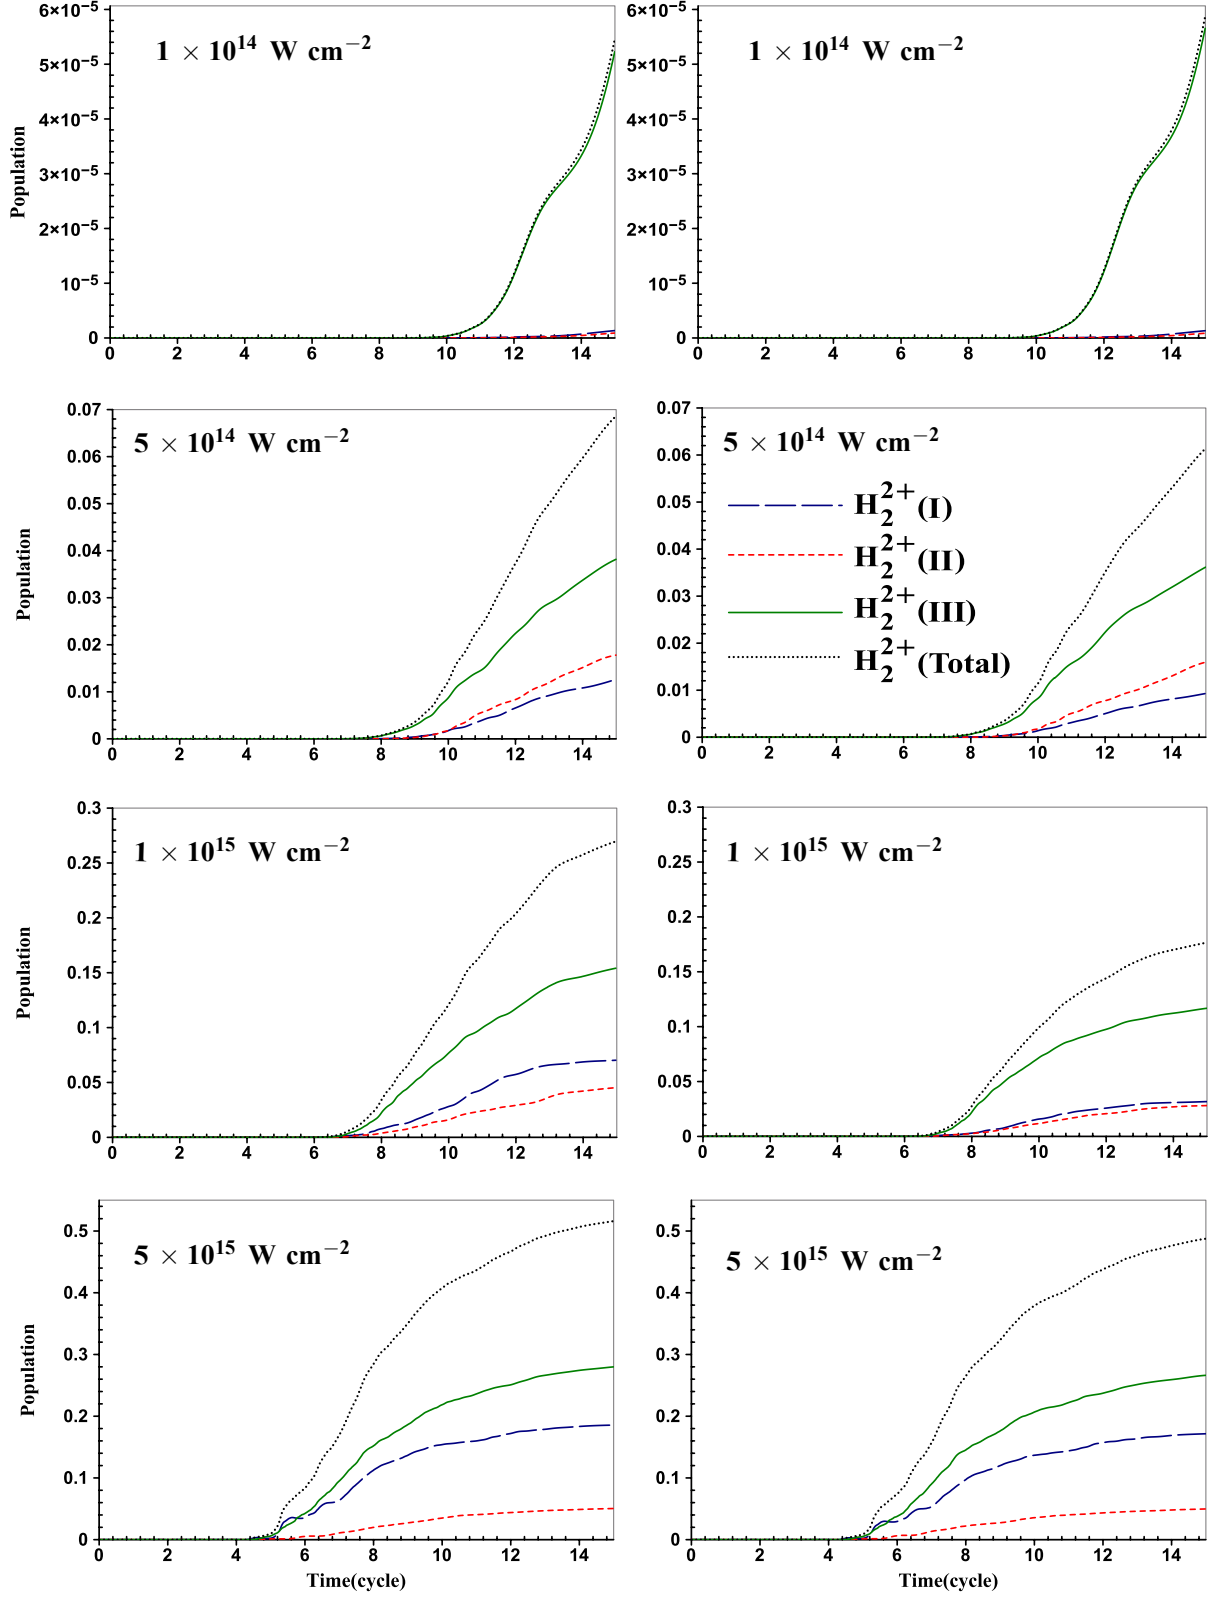 6×10⁻⁵
5×10⁻⁵
4×10⁻⁵
3×10⁻⁵
2×10⁻⁵
10⁻⁵
0
Population
1 × 10¹⁴ W cm⁻²
0 2 4 6 8 10 12 14
6×10⁻⁵
5×10⁻⁵
4×10⁻⁵
3×10⁻⁵
2×10⁻⁵
10⁻⁵
0
1 × 10¹⁴ W cm⁻²
0 2 4 6 8 10 12 14
0.07
0.06
0.05
0.04
0.03
0.02
0.01
0
Population
5 × 10¹⁴ W cm⁻²
0 2 4 6 8 10 12 14
0.07
0.06
0.05
0.04
0.03
0.02
0.01
0
5 × 10¹⁴ W cm⁻²
H₂²⁺(I)
H₂²⁺(II)
H₂²⁺(III)
H₂²⁺(Total)
0 2 4 6 8 10 12 14
0.3
0.25
0.2
0.15
0.1
0.05
0
Population
1 × 10¹⁵ W cm⁻²
0 2 4 6 8 10 12 14
0.3
0.25
0.2
0.15
0.1
0.05
0
1 × 10¹⁵ W cm⁻²
0 2 4 6 8 10 12 14
0.5
0.4
0.3
0.2
0.1
0
Population
5 × 10¹⁵ W cm⁻²
0 2 4 6 8 10 12 14
Time(cycle)
0.5
0.4
0.3
0.2
0.1
0
5 × 10¹⁵ W cm⁻²
0 2 4 6 8 10 12 14
Time(cycle)